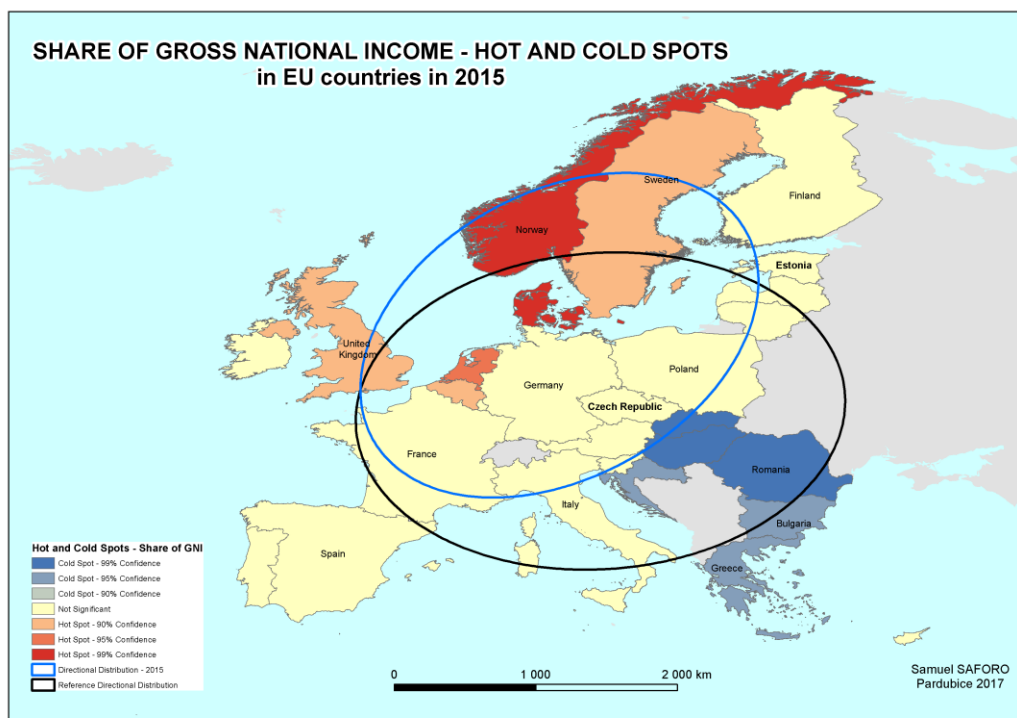 SHARE OF GROSS NATIONAL INCOME - HOT AND COLD SPOTS
in EU countries in 2015
Sweden
Finland
Norway
Estonia
United
Kingdom
Poland
Germany
Czech Republic
France
Romania
Italy
Bulgaria
Spain
Greece
Hot and Cold Spots - Share of GNI
Cold Spot - 99% Confidence
Cold Spot - 95% Confidence
Cold Spot - 90% Confidence
Not Significant
Hot Spot - 90% Confidence
Hot Spot - 95% Confidence
Hot Spot - 99% Confidence
Directional Distribution - 2015
Reference Directional Distribution
0 1 000 2 000 km
Samuel SAFORO
Pardubice 2017